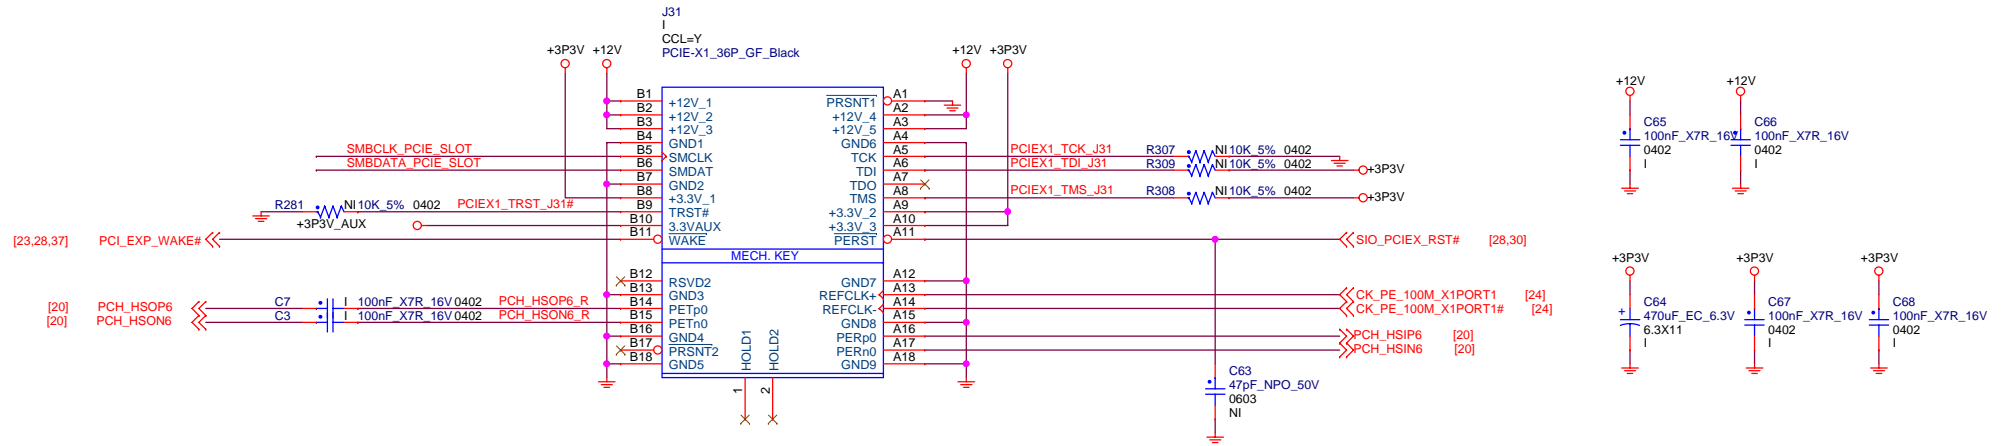 J31
I
CCL=Y
PCIE-X1_36P_GF_Black
+3P3V +12V
+12V +3P3V
B1 +12V_1
B2 +12V_2
B3 +12V_3
B4 GND1
SMBCLK_PCIE_SLOT B5 SMCLK
SMBDATA_PCIE_SLOT B6 SMDAT
B7 GND2
B8 +3.3V_1
R281 NI 10K_5% 0402 PCIEX1_TRST_J31# B9 TRST#
+3P3V_AUX B10 3.3VAUX
[23,28,37] PCI_EXP_WAKE# B11 WAKE
PRSNT1 A1
+12V_4 A2
+12V_5 A3
GND6 A4
TCK A5 PCIEX1_TCK_J31 R307 NI 10K_5% 0402
TDI A6 PCIEX1_TDI_J31 R309 NI 10K_5% 0402 +3P3V
TDO A7
TMS A8 PCIEX1_TMS_J31 R308 NI 10K_5% 0402 +3P3V
+3.3V_2 A9
+3.3V_3 A10
PERST A11 SIO_PCIEX_RST# [28,30]
MECH. KEY
B12 RSVD2
B13 GND3
[20] PCH_HSOP6 C7 I 100nF_X7R_16V 0402 PCH_HSOP6_R B14 PETp0
[20] PCH_HSON6 C3 I 100nF_X7R_16V 0402 PCH_HSON6_R B15 PETn0
B16 GND4
B17 PRSNT2
B18 GND5
GND7 A12
REFCLK+ A13 CK_PE_100M_X1PORT1 [24]
REFCLK- A14 CK_PE_100M_X1PORT1# [24]
GND8 A15
PERp0 A16 PCH_HSIP6 [20]
PERn0 A17 PCH_HSIN6 [20]
GND9 A18
HOLD1
HOLD2
1
2
C63
47pF_NPO_50V
0603
NI
+12V
C65
100nF_X7R_16V
0402
I
+12V
C66
100nF_X7R_16V
0402
I
+3P3V
+
C64
470uF_EC_6.3V
6.3X11
I
+3P3V
C67
100nF_X7R_16V
0402
I
+3P3V
C68
100nF_X7R_16V
0402
I